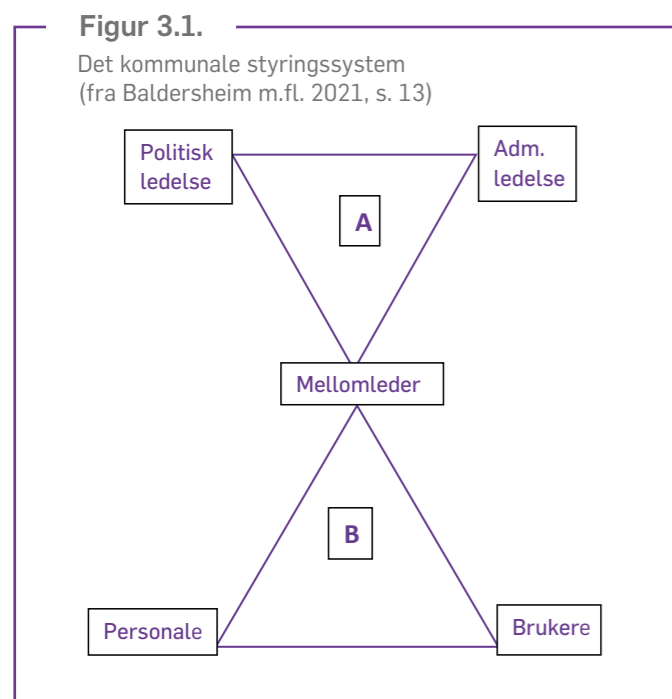 Figur 3.1.
Det kommunale styringssystem
(fra Baldersheim m.fl. 2021, s. 13)
Politisk
ledelse
Adm.
ledelse
A
Mellomleder
B
Personale
Brukere